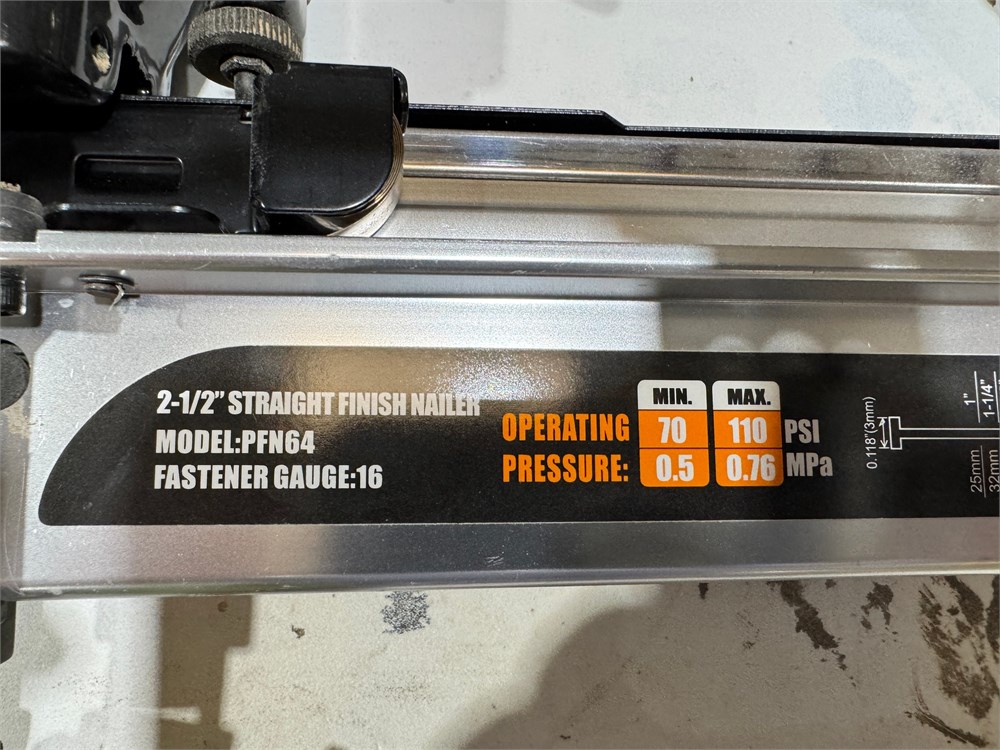 2-1/2" STRAIGHT FINISH NAILER
MODEL:PFN64
FASTENER GAUGE:16
OPERATING PRESSURE:
MIN. MAX.
70 110 PSI
0.5 0.76 MPa
0.118"(3mm)
1"
1-1/4"
25mm
32mm